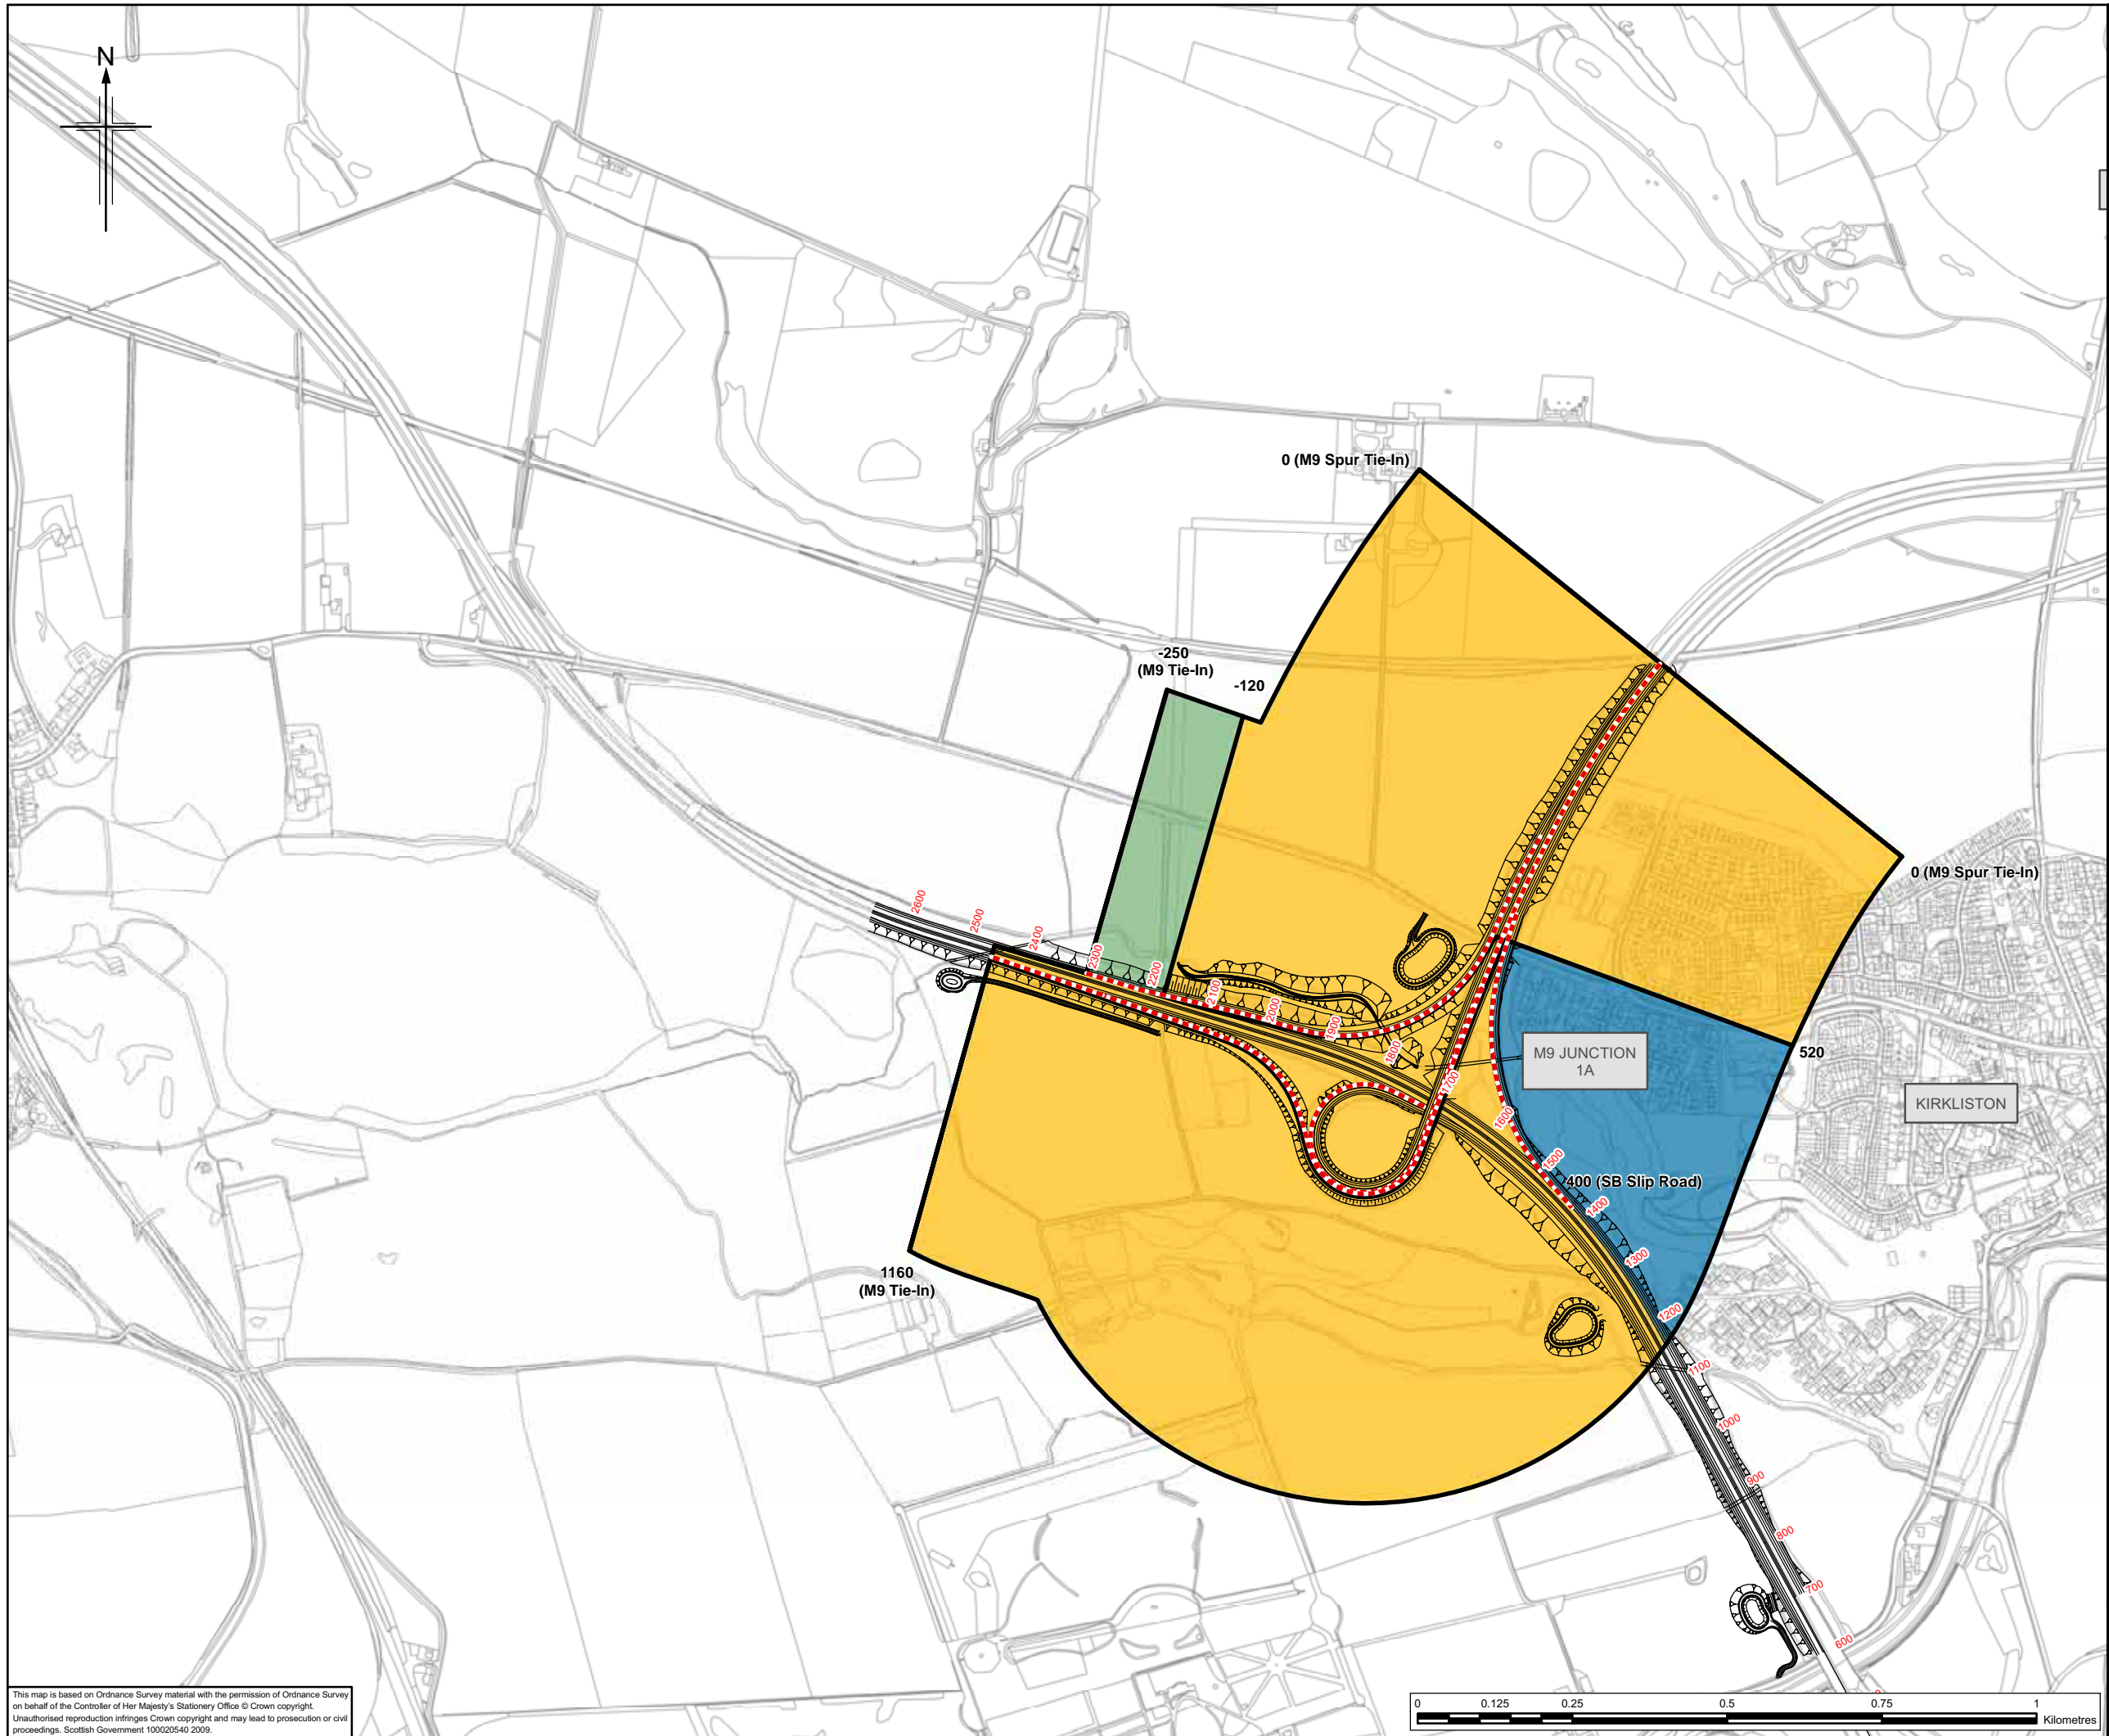 N
0 (M9 Spur Tie-In)
-250
(M9 Tie-In)
-120
0 (M9 Spur Tie-In)
2600
2500
2400
2300
2200
2100
2000
1900
1800
1700
M9 JUNCTION
1A
520
KIRKLISTON
1600
1500
400 (SB Slip Road)
1400
1300
1200
1160
(M9 Tie-In)
1100
1000
900
800
700
600
This map is based on Ordnance Survey material with the permission of Ordnance Survey
on behalf of the Controller of Her Majesty's Stationery Office © Crown copyright.
Unauthorised reproduction infringes Crown copyright and may lead to prosecution or civil
proceedings. Scottish Government 100020540 2009.
0 0.125 0.25 0.5 0.75 1
Kilometres